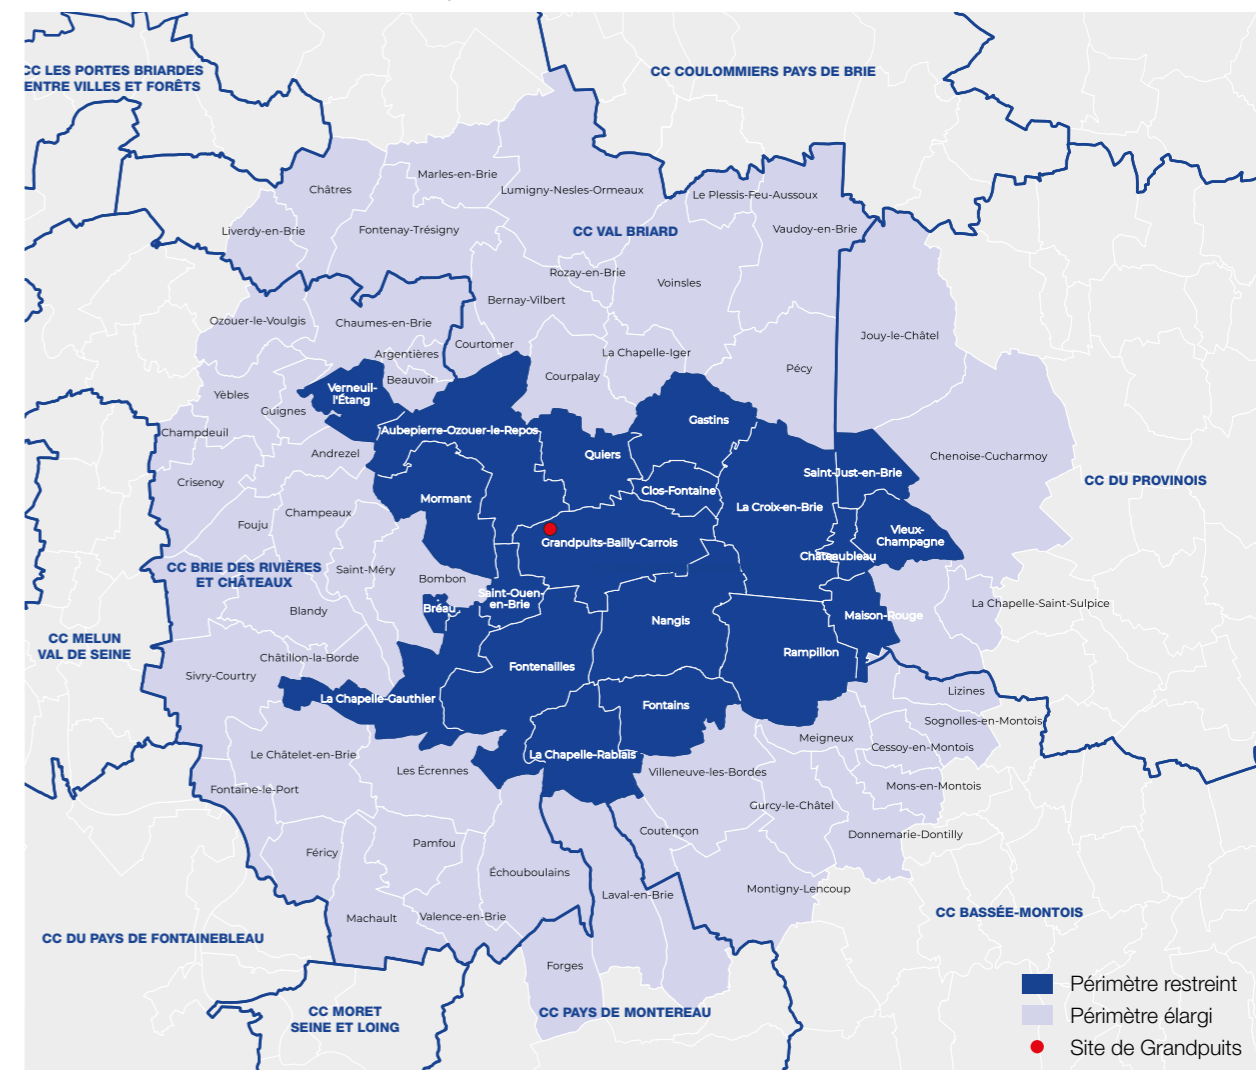 CC LES PORTES BRIARDES
ENTRE VILLES ET FORÊTS
CC COULOMMIERS PAYS DE BRIE
Châtres
Marles-en-Brie
Lumigny-Nesles-Ormeaux
Le Plessis-Feu-Aussoux
Liverdy-en-Brie
Fontenay-Trésigny
CC VAL BRIARD
Vaudoy-en-Brie
Rozay-en-Brie
Voinsles
Bernay-Vilbert
Ozouer-le-Voulgis
Chaumes-en-Brie
Jouy-le-Châtel
Courtomer
Argentières
La Chapelle-Iger
Pécy
Courpalay
Beauvoir
Verneuil-
l'Étang
Yèbles
Guignes
Gastins
Champdeuil
Aubepierre-Ozouer-le-Repos
Andrezel
Quiers
Chenoise-Cucharmoy
Saint-Just-en-Brie
Crisenoy
CC DU PROVINOIS
Clos-Fontaine
Mormant
La Croix-en-Brie
Champeaux
Fouju
Vieux-
Champagne
Grandpuits-Bailly-Carrois
Châteaubleau
CC BRIE DES RIVIÈRES
ET CHÂTEAUX
Saint-Méry
Bombon
Saint-Ouen-
en-Brie
Bréau
La Chapelle-Saint-Sulpice
Blandy
Maison-Rouge
Nangis
CC MELUN
VAL DE SEINE
Rampillon
Châtillon-la-Borde
Fontenailles
Sivry-Courtry
Lizines
La Chapelle-Gauthier
Fontains
Sognolles-en-Montois
Meigneux
Cessoy-en-Montois
Le Châtelet-en-Brie
La Chapelle-Rablais
Les Écrennes
Villeneuve-les-Bordes
Mons-en-Montois
Fontaine-le-Port
Gurcy-le-Châtel
Coutençon
Donnemarie-Dontilly
Pamfou
Féricy
Échouboulains
Montigny-Lencoup
Laval-en-Brie
CC BASSÉE-MONTOIS
Machault
Valence-en-Brie
CC DU PAYS DE FONTAINEBLEAU
Forges
CC MORET
SEINE ET LOING
CC PAYS DE MONTEREAU
Périmètre restreint
Périmètre élargi
Site de Grandpuits